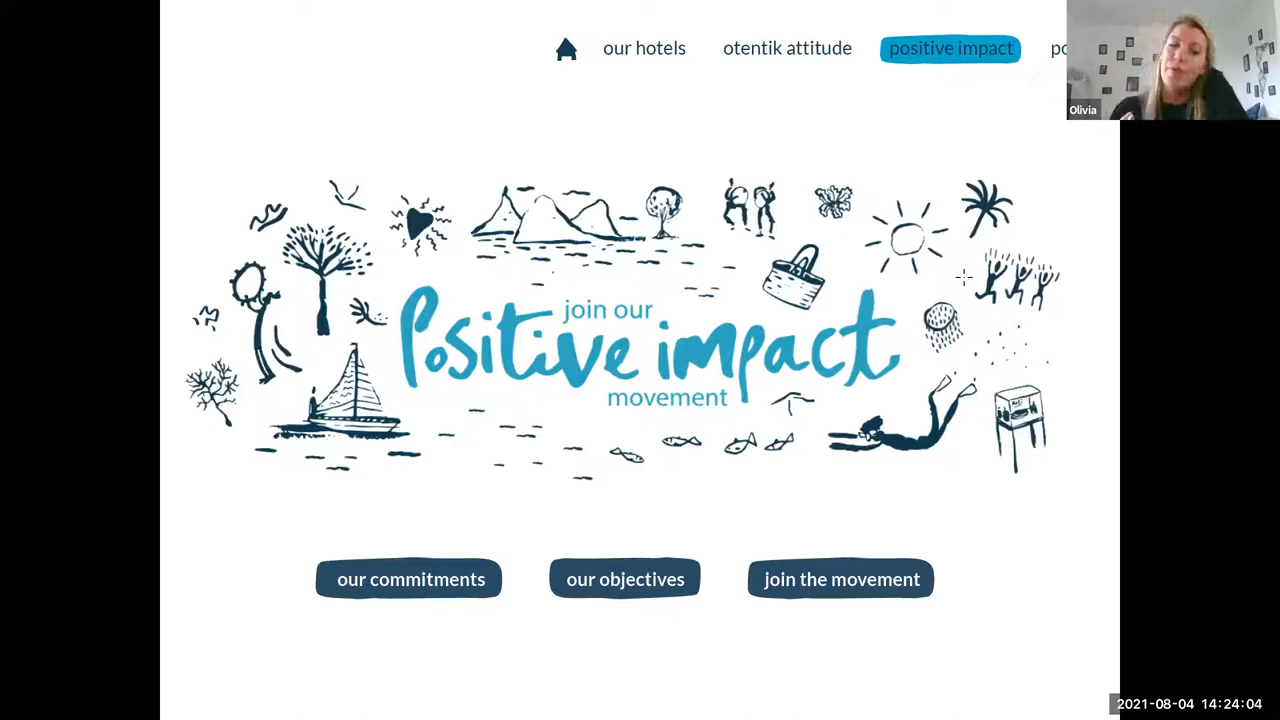 our hotels otentik attitude positive impact po
Olivia
join our
Positive impact
movement
our commitments our objectives join the movement
2021-08-04 14:24:04